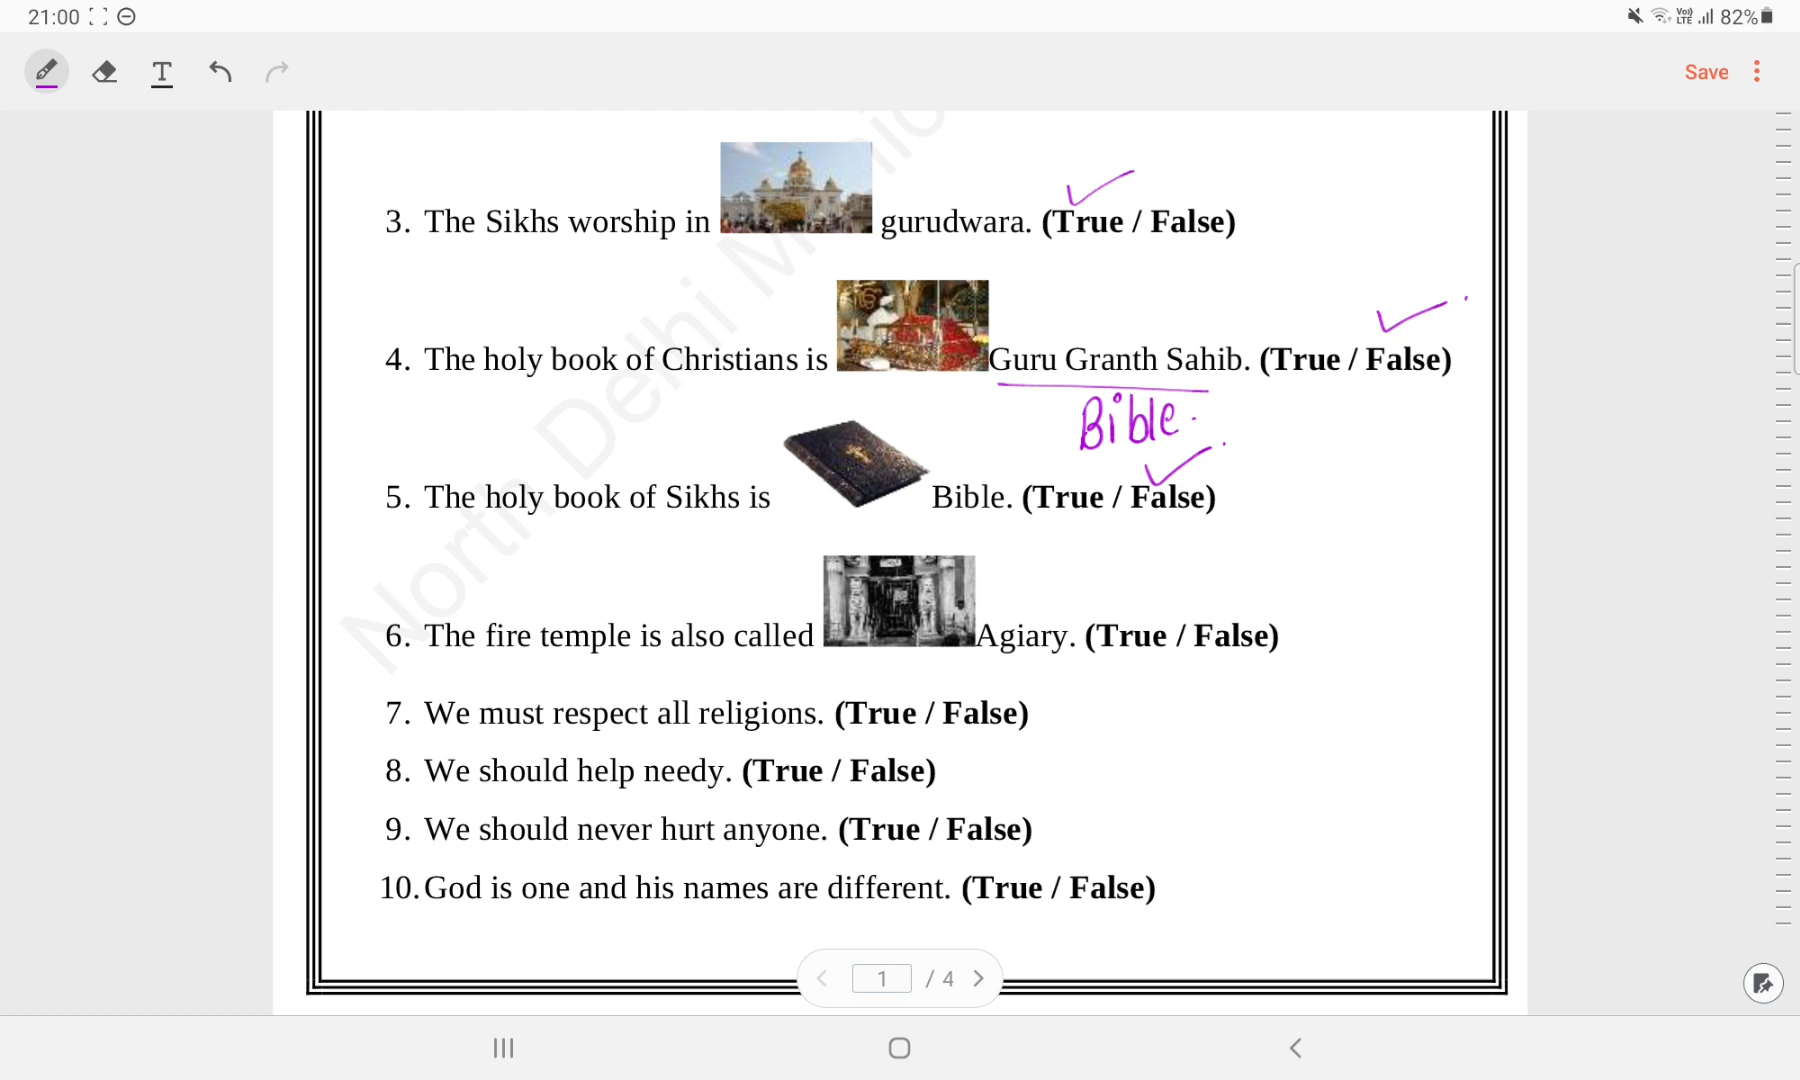 21:00 Vo)) LTE 82%
Save
North Delhi M
3. The Sikhs worship in gurudwara. (True / False)
4. The holy book of Christians is Guru Granth Sahib. (True / False)
Bible.
5. The holy book of Sikhs is Bible. (True / False)
6. The fire temple is also called Agiary. (True / False)
7. We must respect all religions. (True / False)
8. We should help needy. (True / False)
9. We should never hurt anyone. (True / False)
10. God is one and his names are different. (True / False)
1 / 4